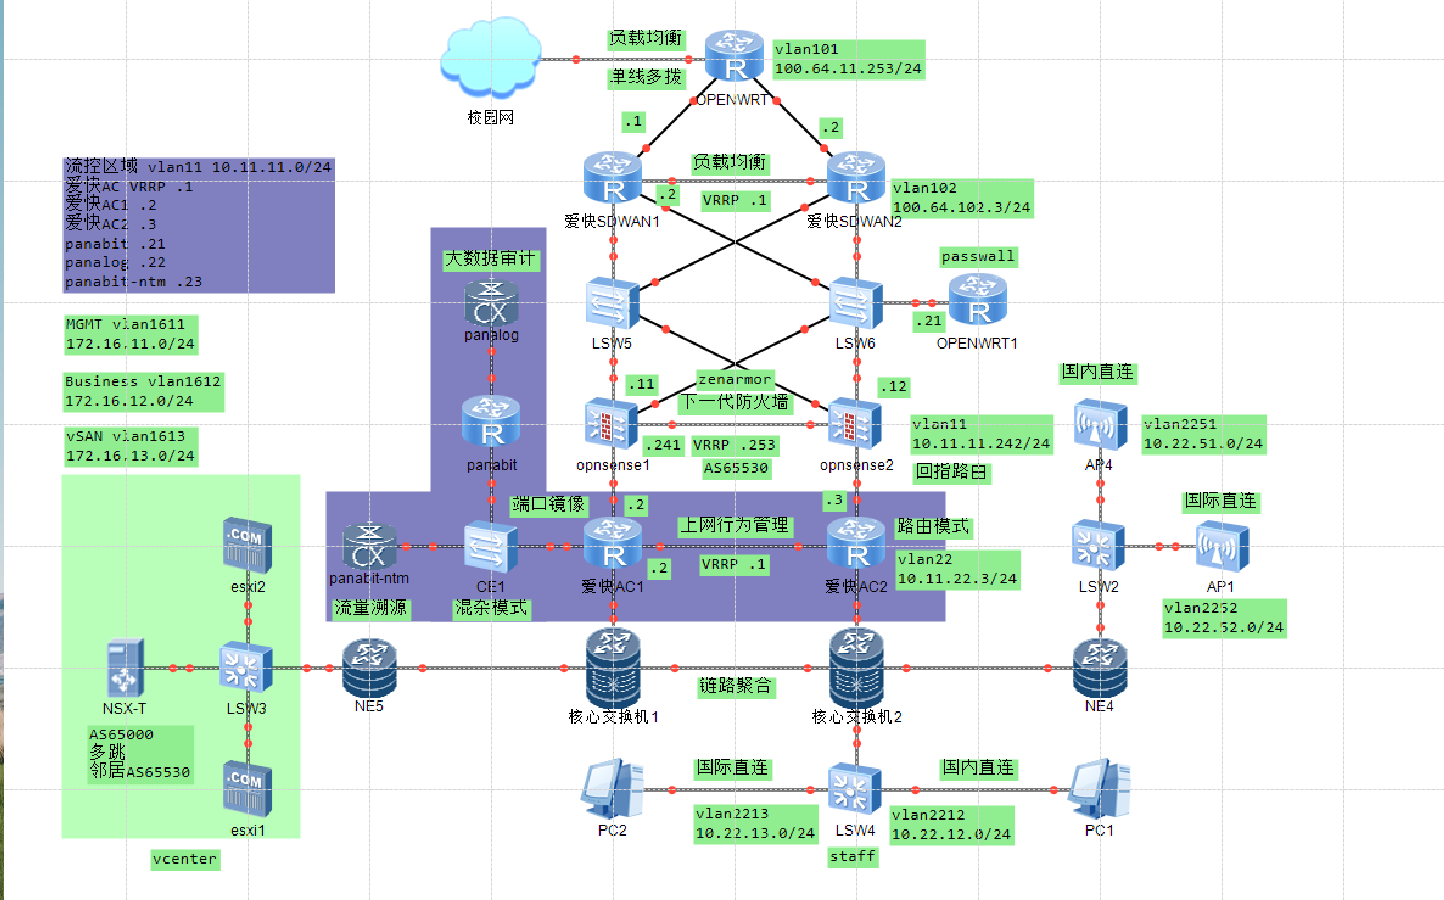 负载均衡
单线多拨
校园网
OPENWRT
vlan101
100.64.11.253/24
.1
.2
流控区域 vlan11 10.11.11.0/24
爱快AC VRRP .1
爱快AC1 .2
爱快AC2 .3
panabit .21
panalog .22
panabit-ntm .23
负载均衡
.2
VRRP .1
爱快SDWAN1
爱快SDWAN2
vlan102
100.64.102.3/24
大数据审计
panalog
passwall
.21
OPENWRT1
LSW5
LSW6
MGMT vlan1611
172.16.11.0/24
Business vlan1612
172.16.12.0/24
vSAN vlan1613
172.16.13.0/24
.11
zenarmor
下一代防火墙
.12
国内直连
panabit
opnsense1
.241
VRRP .253
AS65530
opnsense2
vlan11
10.11.11.242/24
回指路由
AP4
vlan2251
10.22.51.0/24
国际直连
端口镜像
.2
上网行为管理
.3
路由模式
esxi2
panabit-ntm
流量溯源
CE1
混杂模式
爱快AC1
.2
VRRP .1
爱快AC2
vlan22
10.11.22.3/24
LSW2
AP1
vlan2252
10.22.52.0/24
NSX-T
LSW3
NE5
核心交换机1
链路聚合
核心交换机2
NE4
AS65000
多跳
邻居AS65530
esxi1
vcenter
PC2
国际直连
vlan2213
10.22.13.0/24
LSW4
staff
国内直连
vlan2212
10.22.12.0/24
PC1